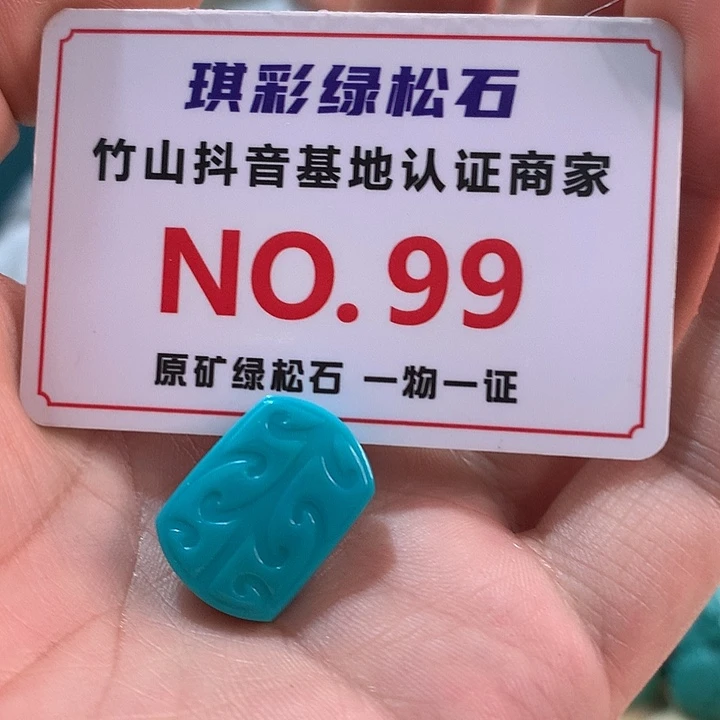 琪彩绿松石
竹山抖音基地认证商家
NO. 99
原矿绿松石 一物一证